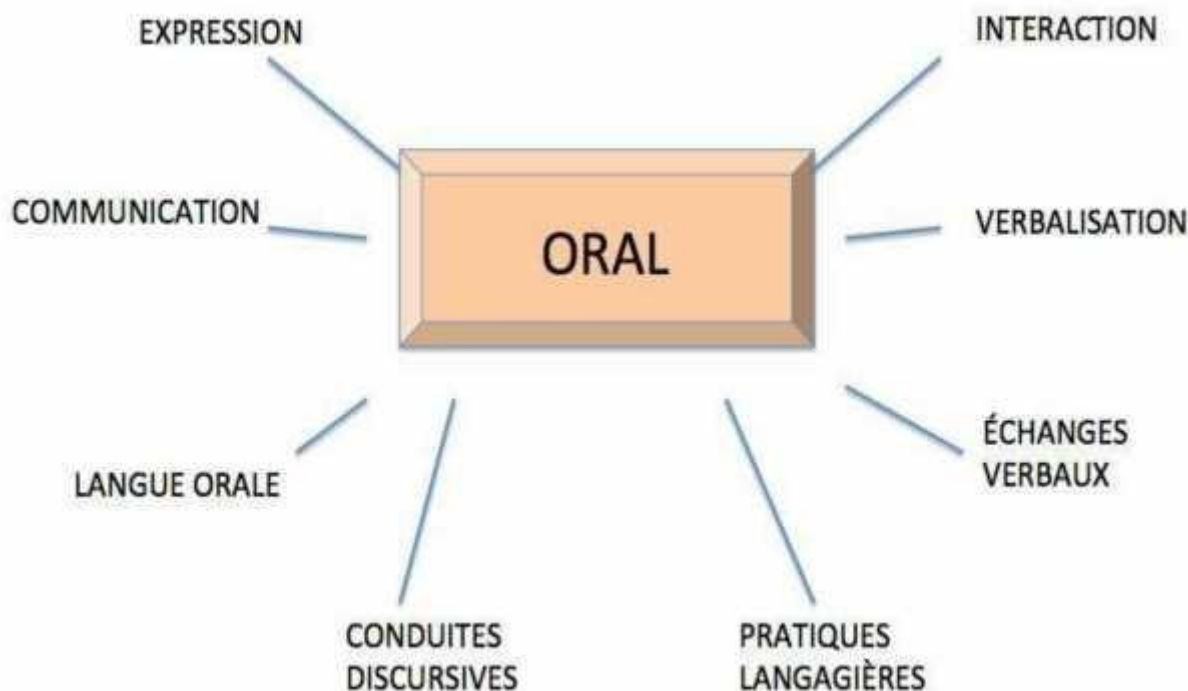 EXPRESSION
INTERACTION
COMMUNICATION
VERBALISATION
ORAL
LANGUE ORALE
ÉCHANGES
VERBAUX
CONDUITES
DISCURSIVES
PRATIQUES
LANGAGIÈRES